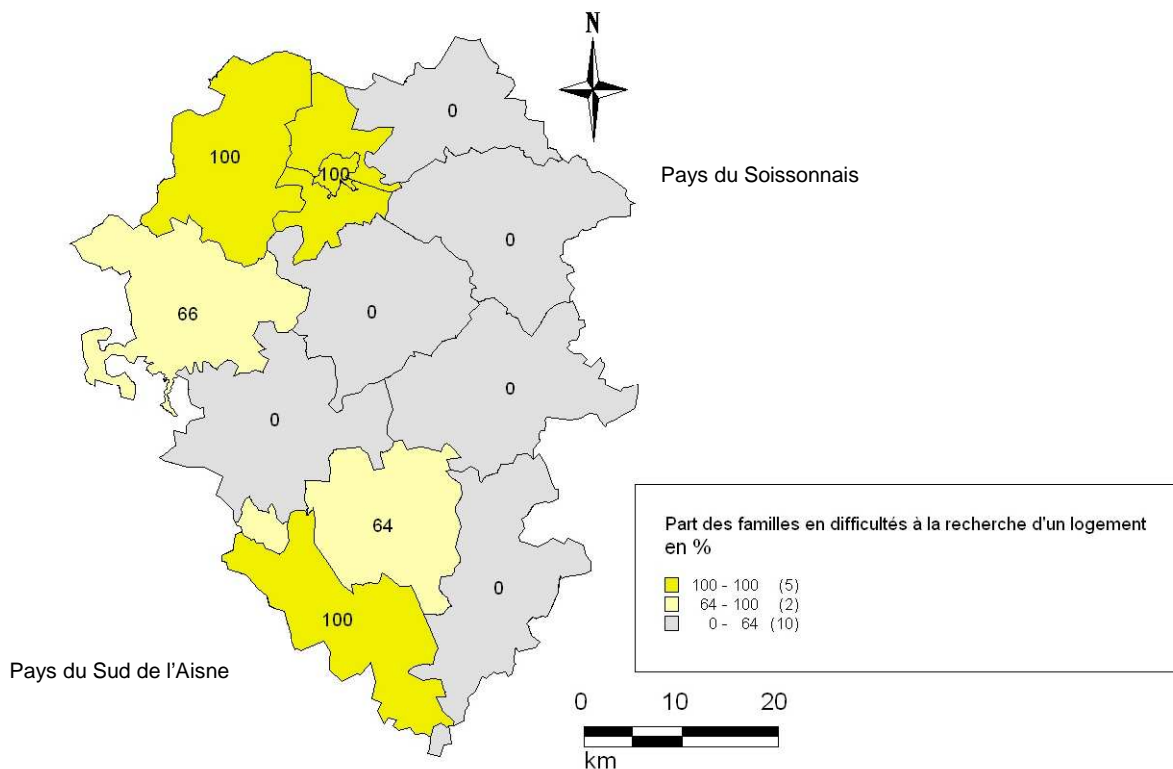 N
0
100
100
Pays du Soissonnais
0
66
0
0
0
64
0
100
Part des familles en difficultés à la recherche d'un logement
en %
100 - 100 (5)
64 - 100 (2)
0 - 64 (10)
Pays du Sud de l'Aisne
0 10 20
km